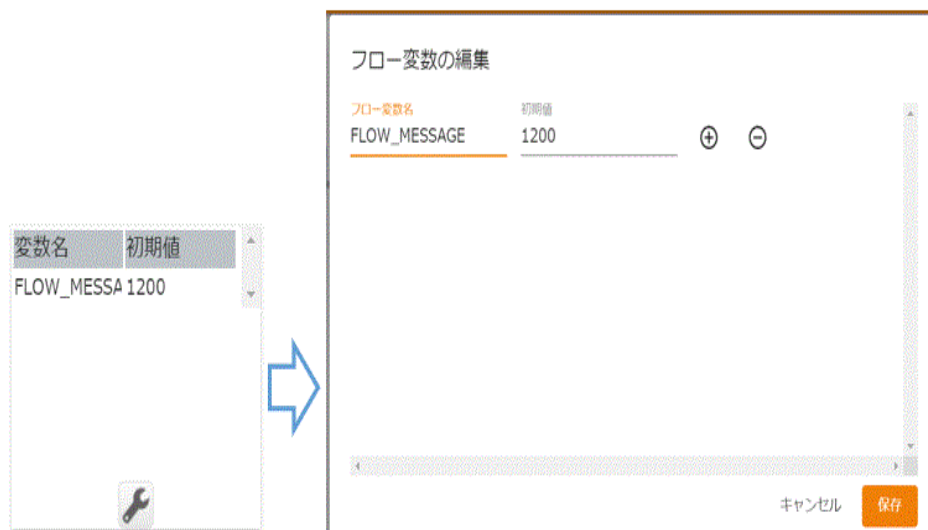 変数名 初期値
FLOW_MESSA 1200
フロー変数の編集
フロー変数名 初期値
FLOW_MESSAGE 1200
キャンセル 保存